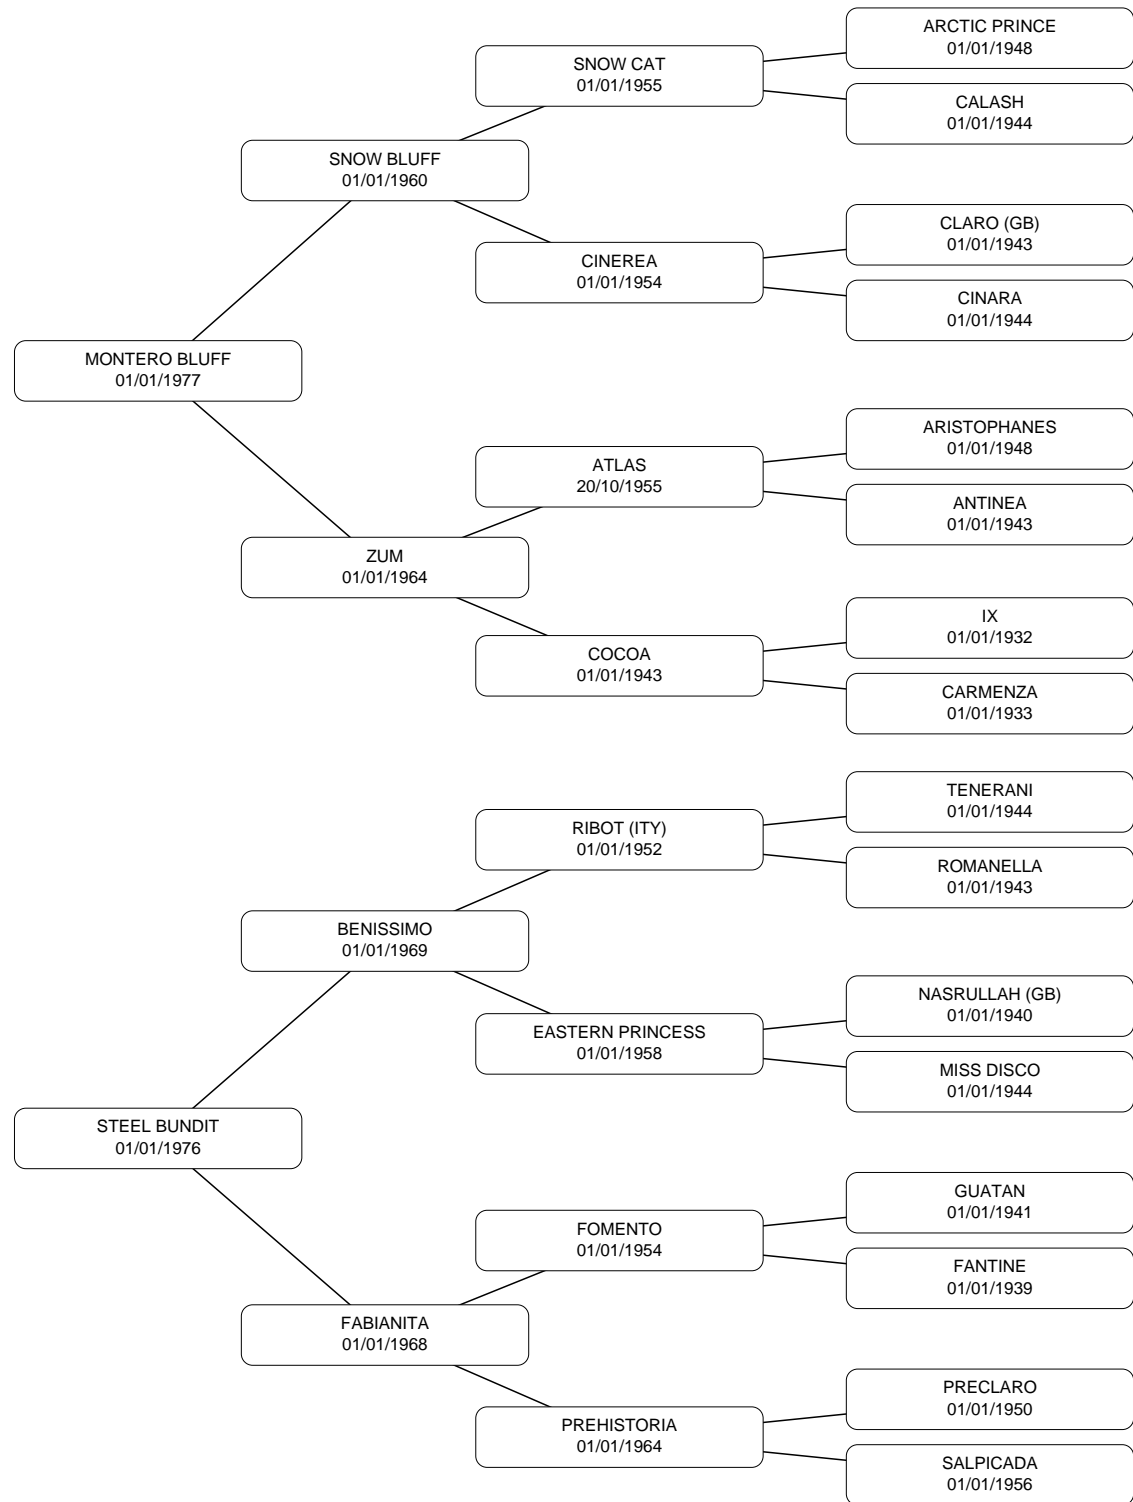 ARCTIC PRINCE
01/01/1948
SNOW CAT
01/01/1955
CALASH
01/01/1944
SNOW BLUFF
01/01/1960
CLARO (GB)
01/01/1943
CINEREA
01/01/1954
CINARA
01/01/1944
MONTERO BLUFF
01/01/1977
ARISTOPHANES
01/01/1948
ATLAS
20/10/1955
ANTINEA
01/01/1943
ZUM
01/01/1964
IX
01/01/1932
COCOA
01/01/1943
CARMENZA
01/01/1933
TENERANI
01/01/1944
RIBOT (ITY)
01/01/1952
ROMANELLA
01/01/1943
BENISSIMO
01/01/1969
NASRULLAH (GB)
01/01/1940
EASTERN PRINCESS
01/01/1958
MISS DISCO
01/01/1944
STEEL BUNDIT
01/01/1976
GUATAN
01/01/1941
FOMENTO
01/01/1954
FANTINE
01/01/1939
FABIANITA
01/01/1968
PRECLARO
01/01/1950
PREHISTORIA
01/01/1964
SALPICADA
01/01/1956